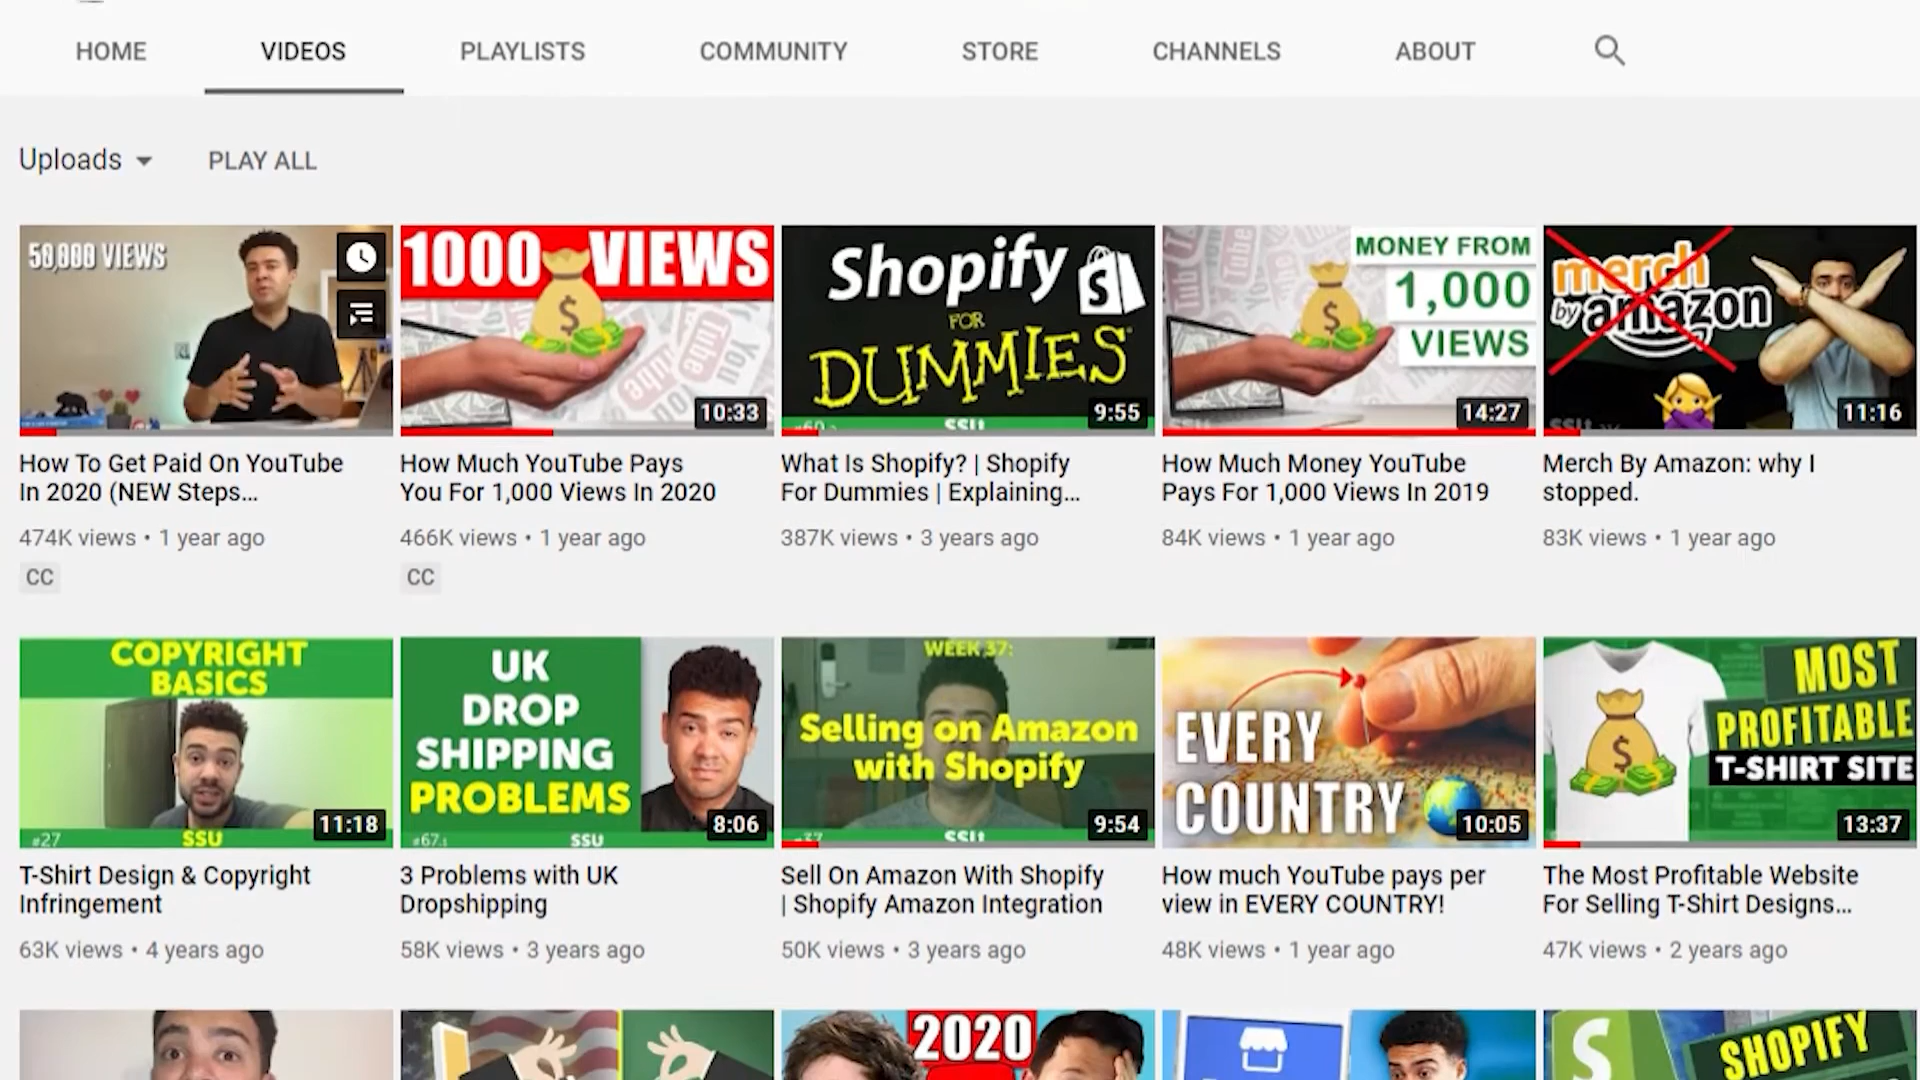 HOME VIDEOS PLAYLISTS COMMUNITY STORE CHANNELS ABOUT
Uploads PLAY ALL
50,000 VIEWS
1000 VIEWS
10:33
Shopify
FOR
DUMMIES
SSU
9:55
MONEY FROM
1,000
VIEWS
14:27
merch
by amazon
11:16
How To Get Paid On YouTube
In 2020 (NEW Steps...
474K views • 1 year ago
CC
How Much YouTube Pays
You For 1,000 Views In 2020
466K views • 1 year ago
CC
What Is Shopify? | Shopify
For Dummies | Explaining...
387K views • 3 years ago
How Much Money YouTube
Pays For 1,000 Views In 2019
84K views • 1 year ago
Merch By Amazon: why I
stopped.
83K views • 1 year ago
COPYRIGHT
BASICS
#27 SSU
11:18
UK
DROP
SHIPPING
PROBLEMS
#67.1 SSU
8:06
WEEK 37:
Selling on Amazon
with Shopify
#37 SSU
9:54
EVERY
COUNTRY
10:05
MOST
PROFITABLE
T-SHIRT SITE
13:37
T-Shirt Design & Copyright
Infringement
63K views • 4 years ago
3 Problems with UK
Dropshipping
58K views • 3 years ago
Sell On Amazon With Shopify
| Shopify Amazon Integration
50K views • 3 years ago
How much YouTube pays per
view in EVERY COUNTRY!
48K views • 1 year ago
The Most Profitable Website
For Selling T-Shirt Designs...
47K views • 2 years ago
2020
SHOPIFY